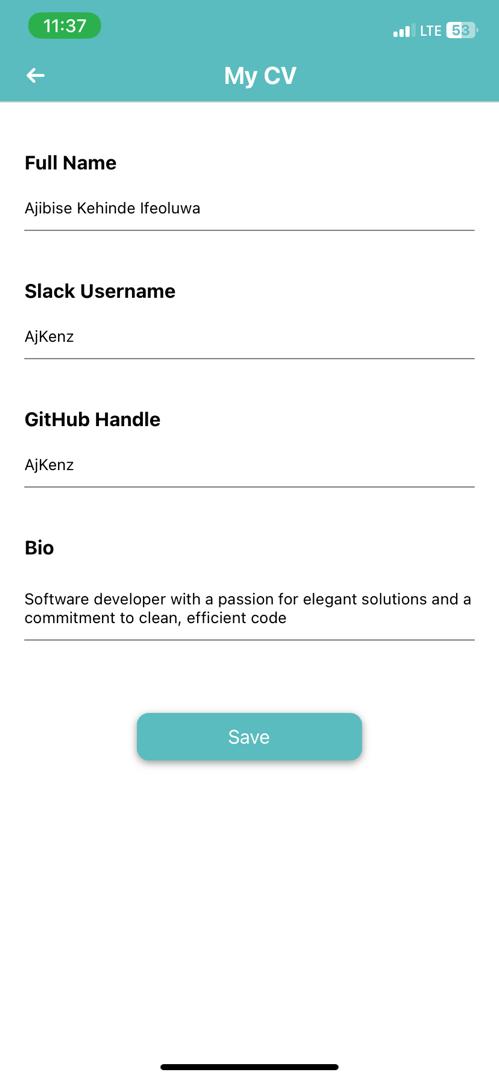 11:37
LTE 53
My CV
Full Name
Ajibise Kehinde Ifeoluwa
Slack Username
AjKenz
GitHub Handle
AjKenz
Bio
Software developer with a passion for elegant solutions and a
commitment to clean, efficient code
Save